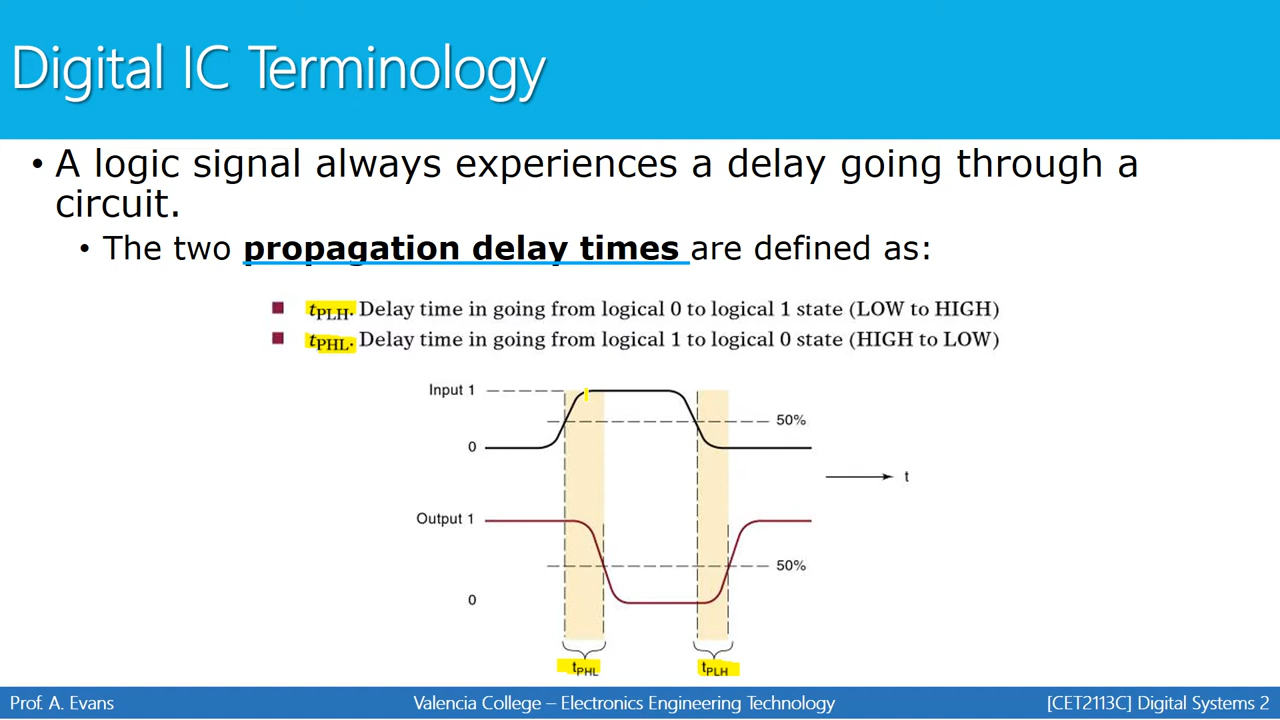 Digital IC Terminology
• A logic signal always experiences a delay going through a
circuit.
• The two propagation delay times are defined as:
tPLH. Delay time in going from logical 0 to logical 1 state (LOW to HIGH)
tPHL. Delay time in going from logical 1 to logical 0 state (HIGH to LOW)
Input 1
50%
0
t
Output 1
50%
0
tPHL
tPLH
Prof. A. Evans
Valencia College – Electronics Engineering Technology
[CET2113C] Digital Systems 2